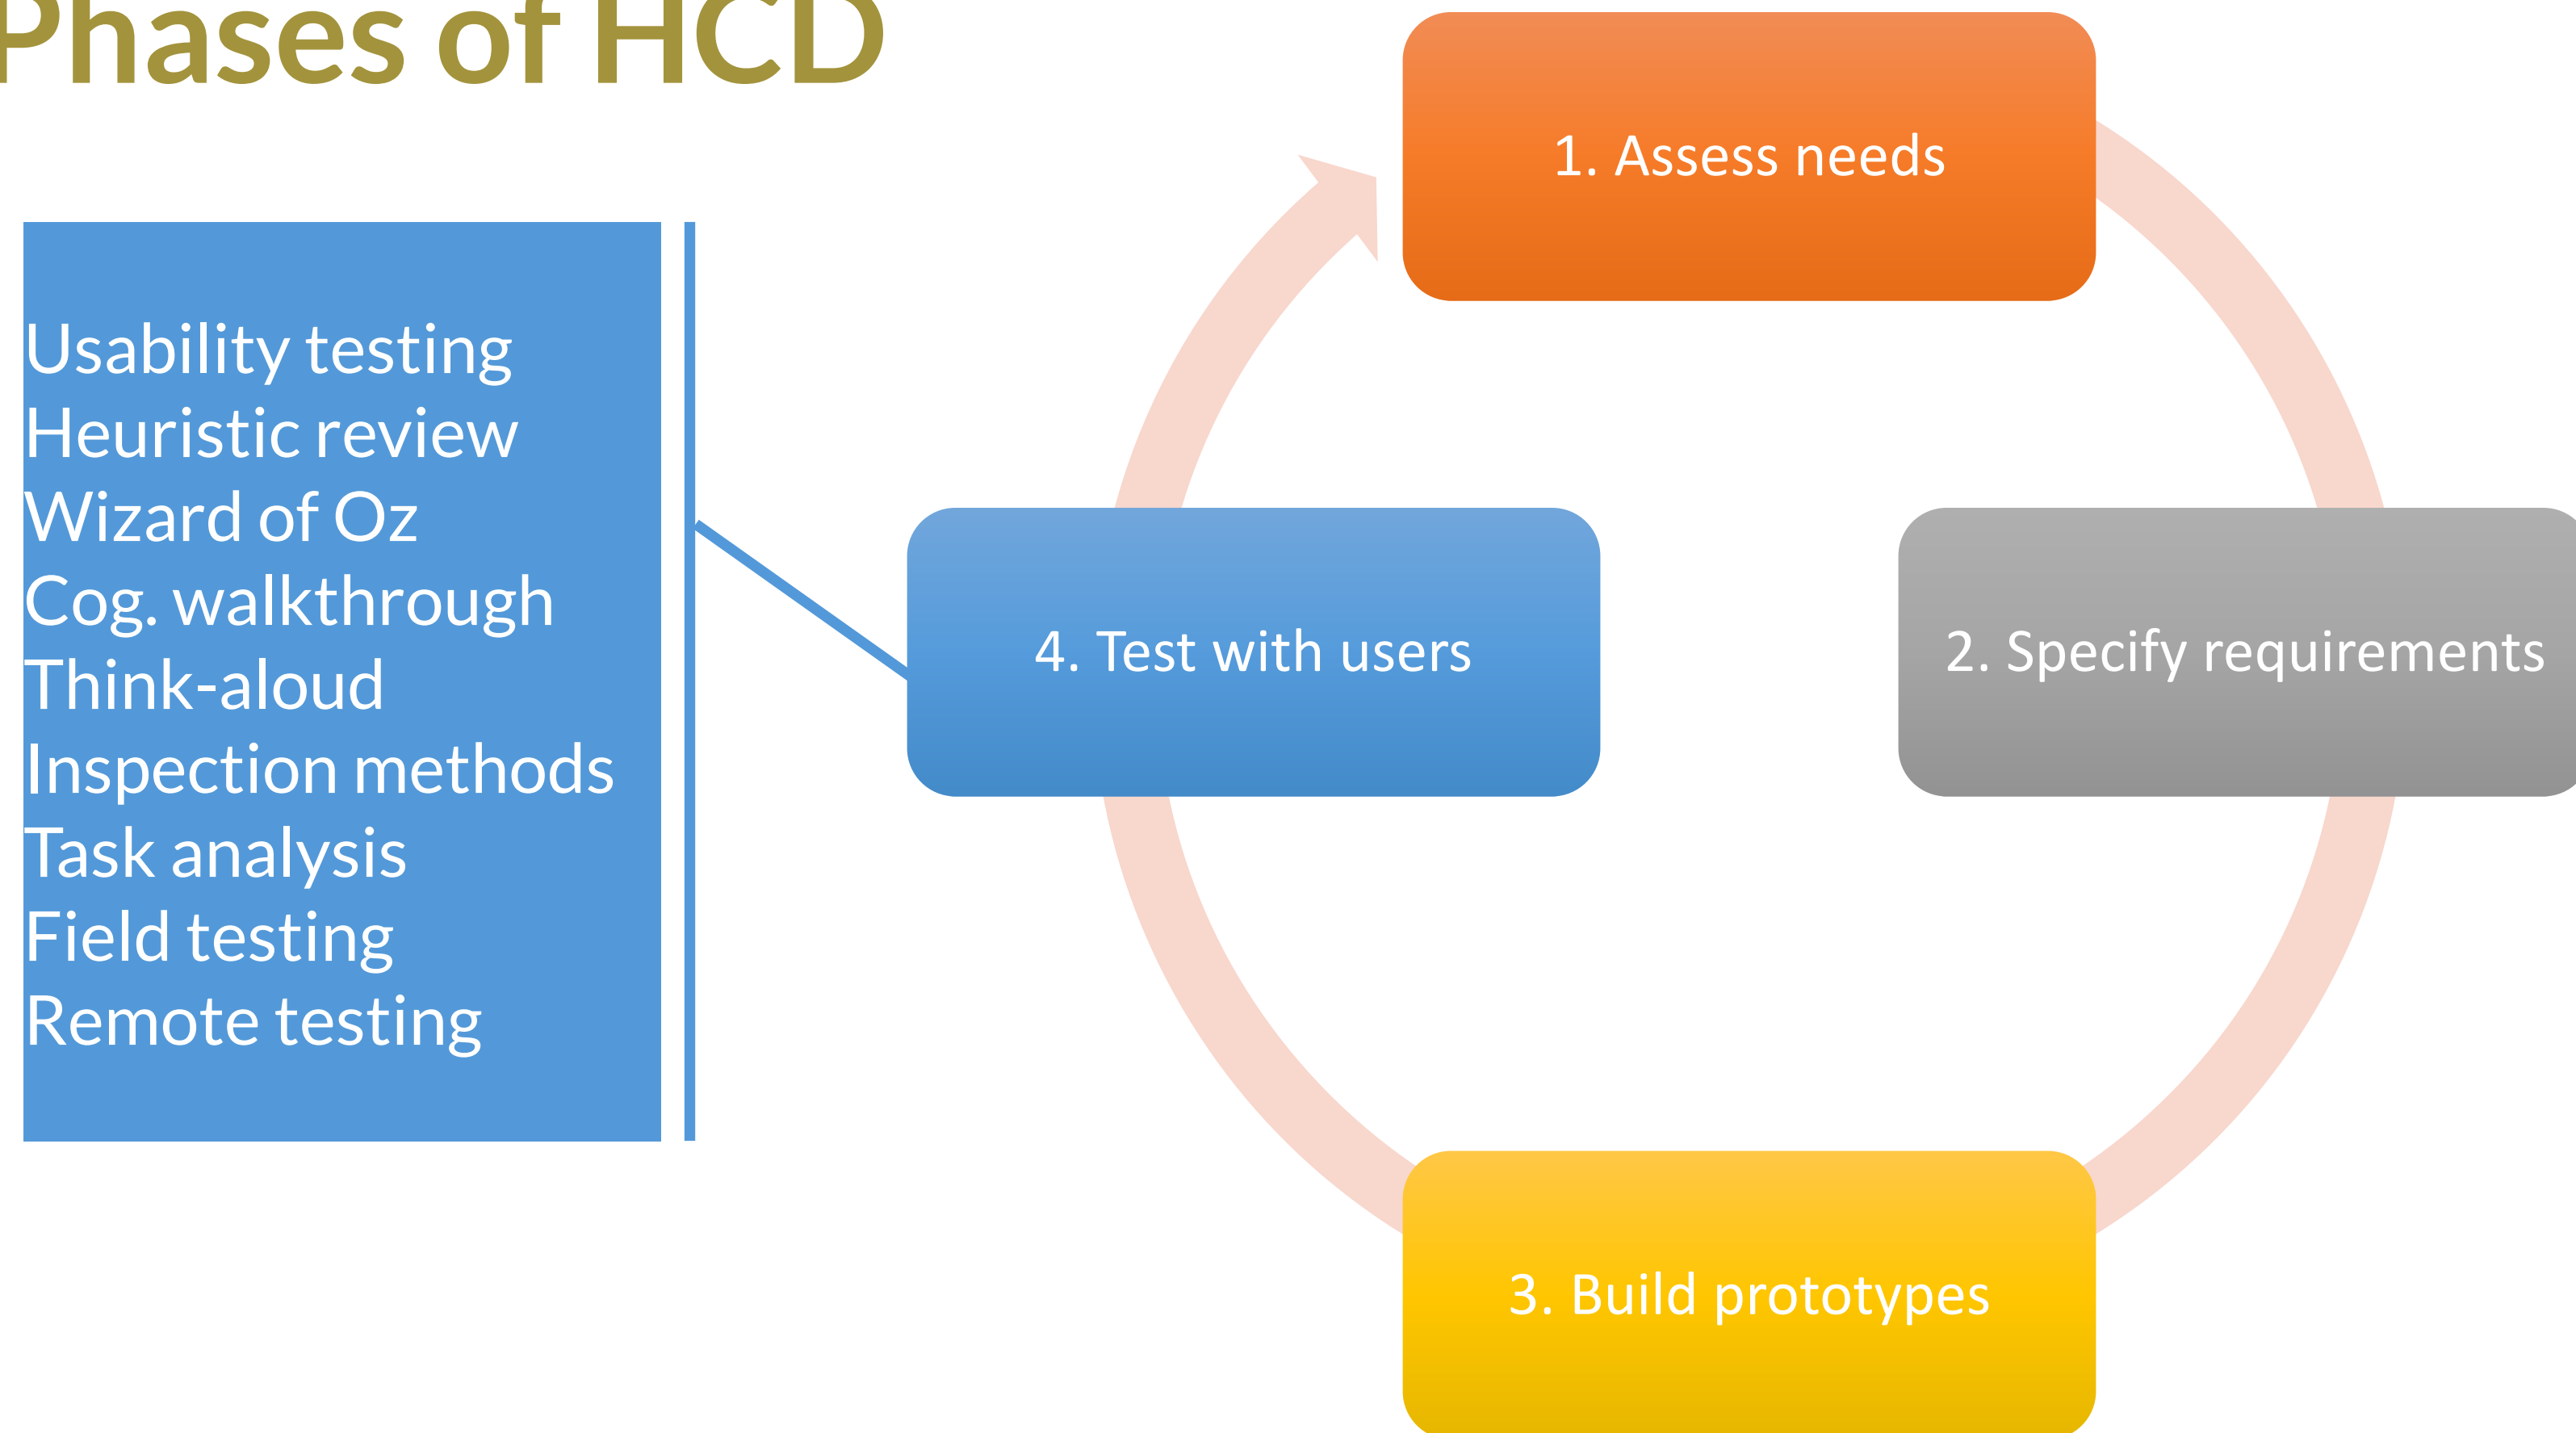 Phases of HCD
Usability testing
Heuristic review
Wizard of Oz
Cog. walkthrough
Think-aloud
Inspection methods
Task analysis
Field testing
Remote testing
1. Assess needs
2. Specify requirements
3. Build prototypes
4. Test with users